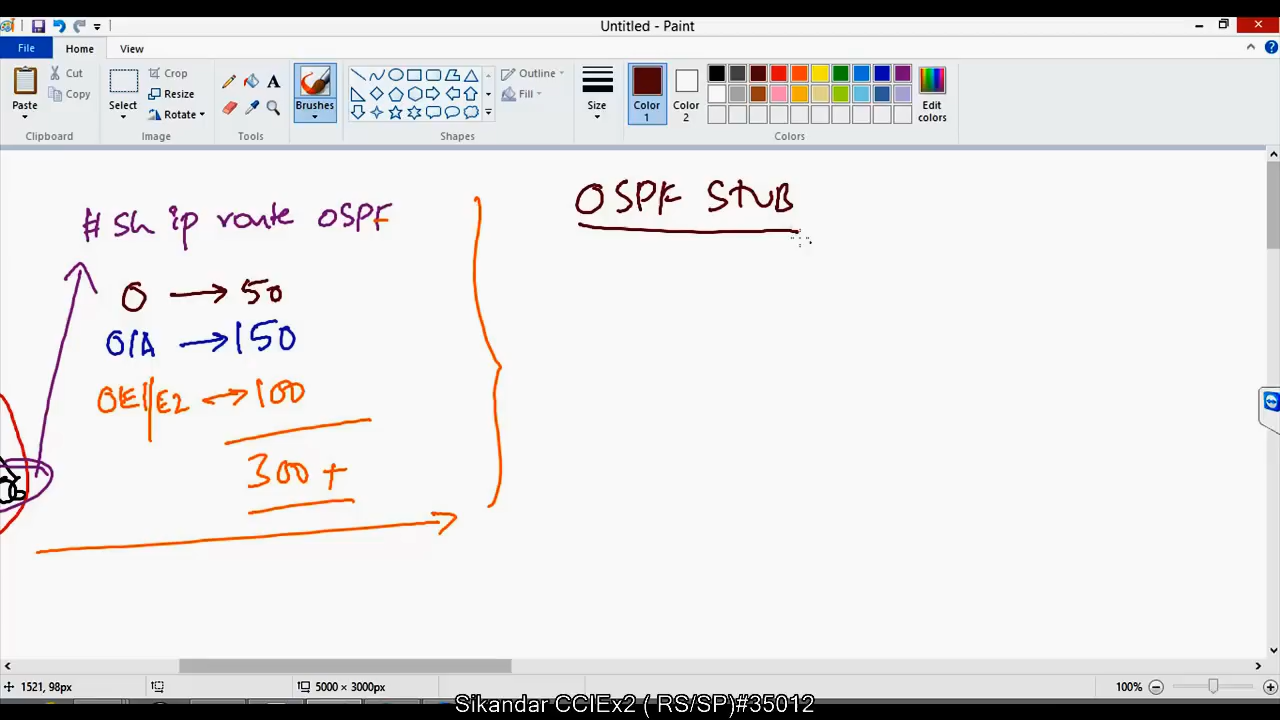 Untitled - Paint
File
Home
View
Paste
Cut
Copy
Clipboard
Select
Crop
Resize
Rotate
Image
Tools
Brushes
Outline
Fill
Shapes
Size
Color 1
Color 2
Edit colors
Colors
# Sh ip route OSPF
O → 50
O IA → 150
OE1/E2 → 100
300 +
OSPF STUB
1521, 98px
5000 × 3000px
100%
Sikandar CCIEx2 ( RS/SP)#35012